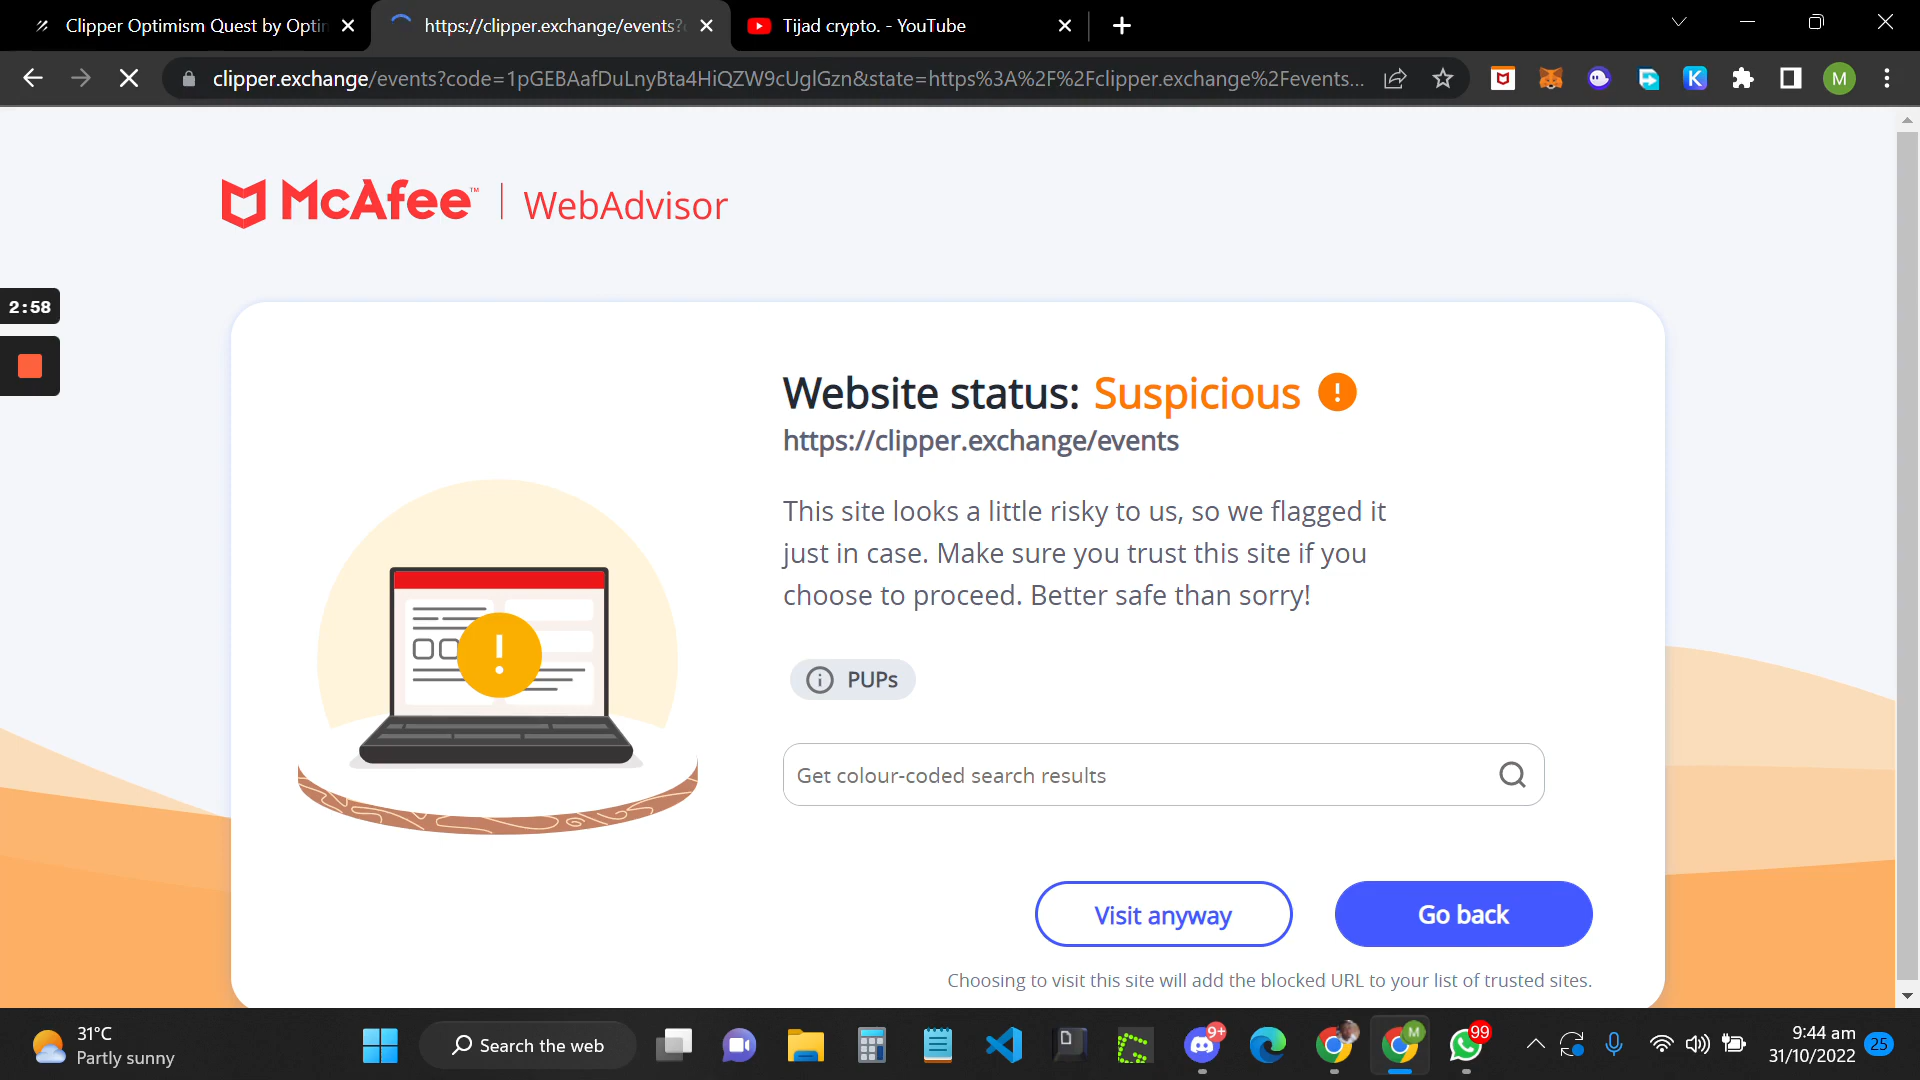 Clipper Optimism Quest by Optin
https://clipper.exchange/events?c
Tijad crypto. - YouTube
clipper.exchange/events?code=1pGEBAafDuLnyBta4HiQZW9cUglGzn&state=https%3A%2F%2Fclipper.exchange%2Fevents...
M
McAfee™ | WebAdvisor
2:58
Website status: Suspicious !
https://clipper.exchange/events
This site looks a little risky to us, so we flagged it
just in case. Make sure you trust this site if you
choose to proceed. Better safe than sorry!
PUPs
Get colour-coded search results
Visit anyway
Go back
Choosing to visit this site will add the blocked URL to your list of trusted sites.
31°C
Partly sunny
Search the web
9+
M
99
9:44 am
31/10/2022
25